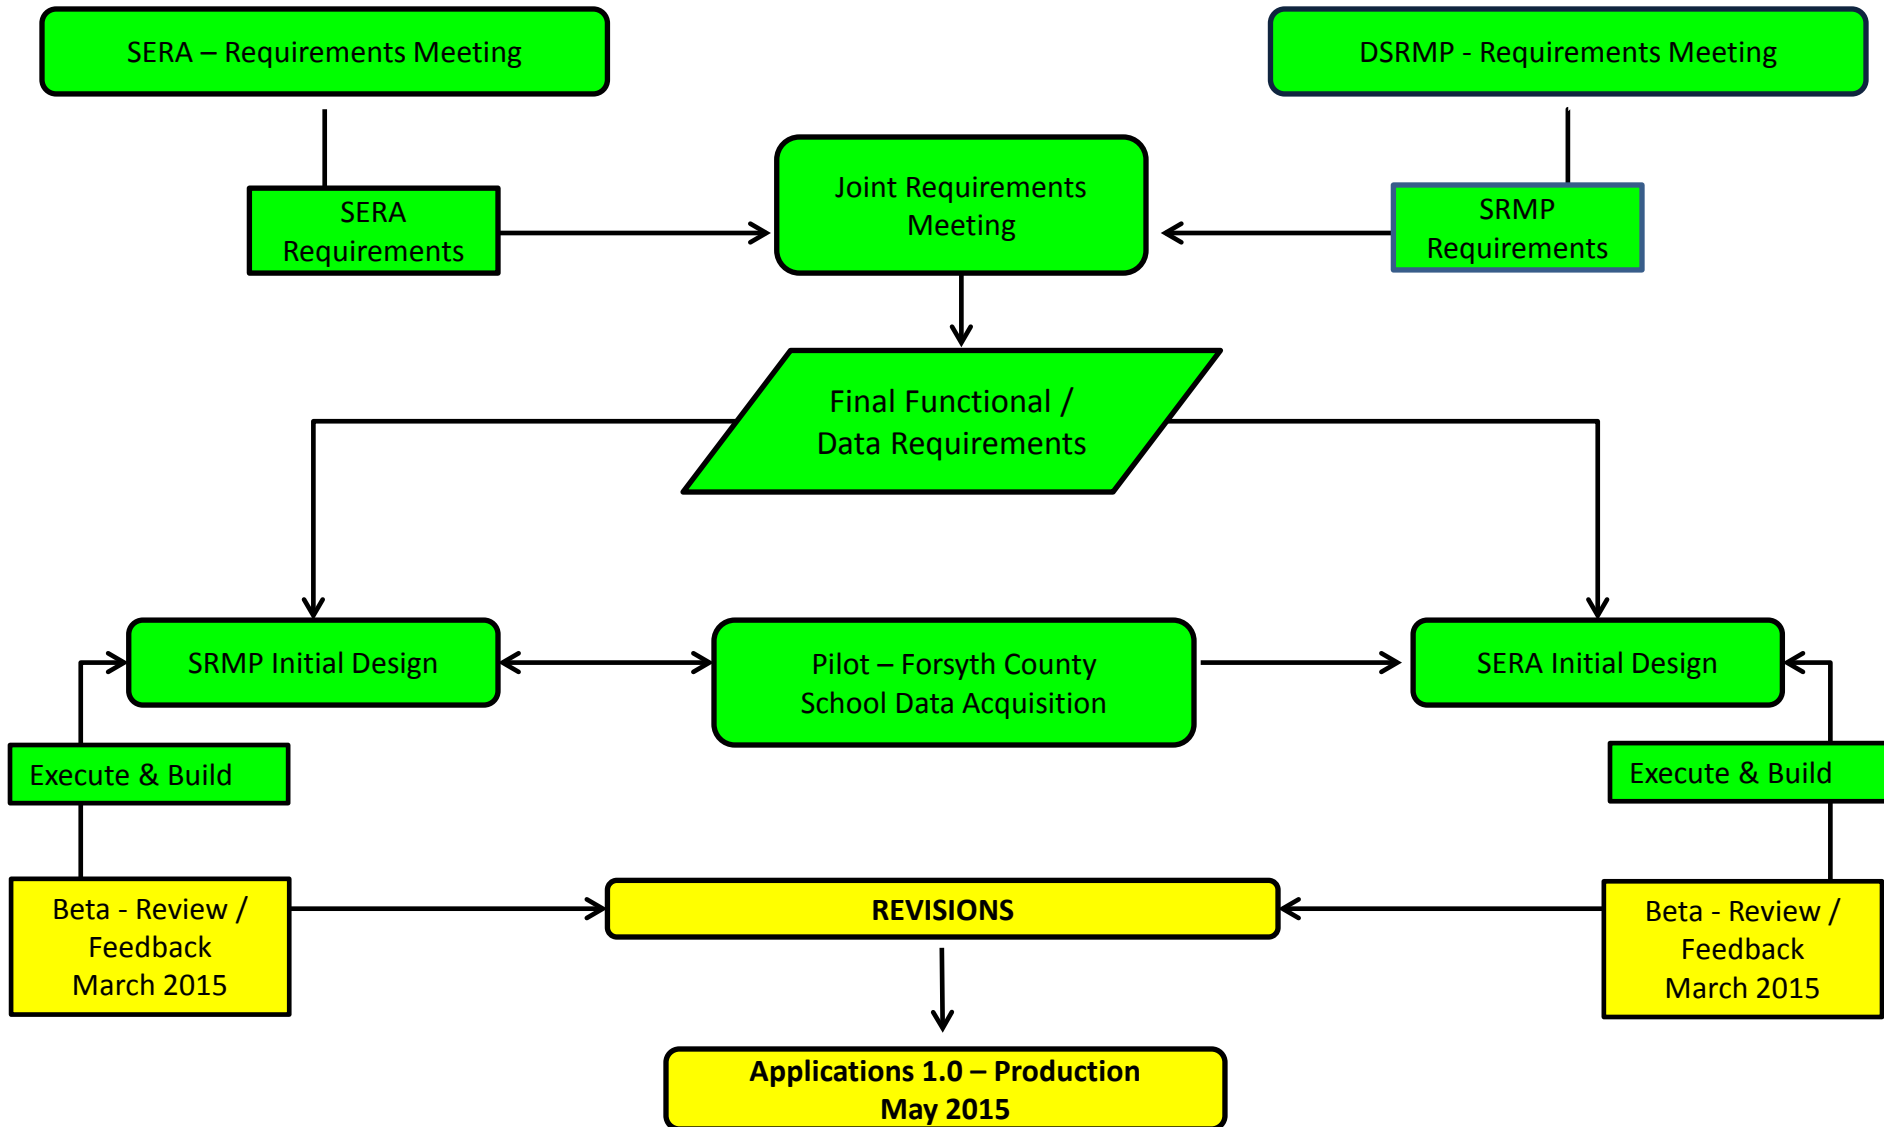 SERA – Requirements Meeting
DSRMP - Requirements Meeting
Joint Requirements
Meeting
SERA
Requirements
SRMP
Requirements
Final Functional /
Data Requirements
SRMP Initial Design
Pilot – Forsyth County
School Data Acquisition
SERA Initial Design
Execute & Build
Execute & Build
Beta - Review /
Feedback
March 2015
REVISIONS
Beta - Review /
Feedback
March 2015
Applications 1.0 – Production
May 2015